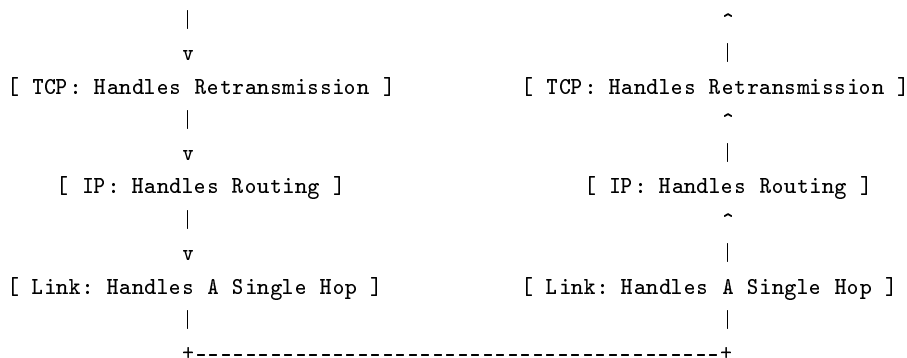 [ TCP: Handles Retransmission ] [ TCP: Handles Retransmission ]
[ IP: Handles Routing ] [ IP: Handles Routing ]
[ Link: Handles A Single Hop ] [ Link: Handles A Single Hop ]